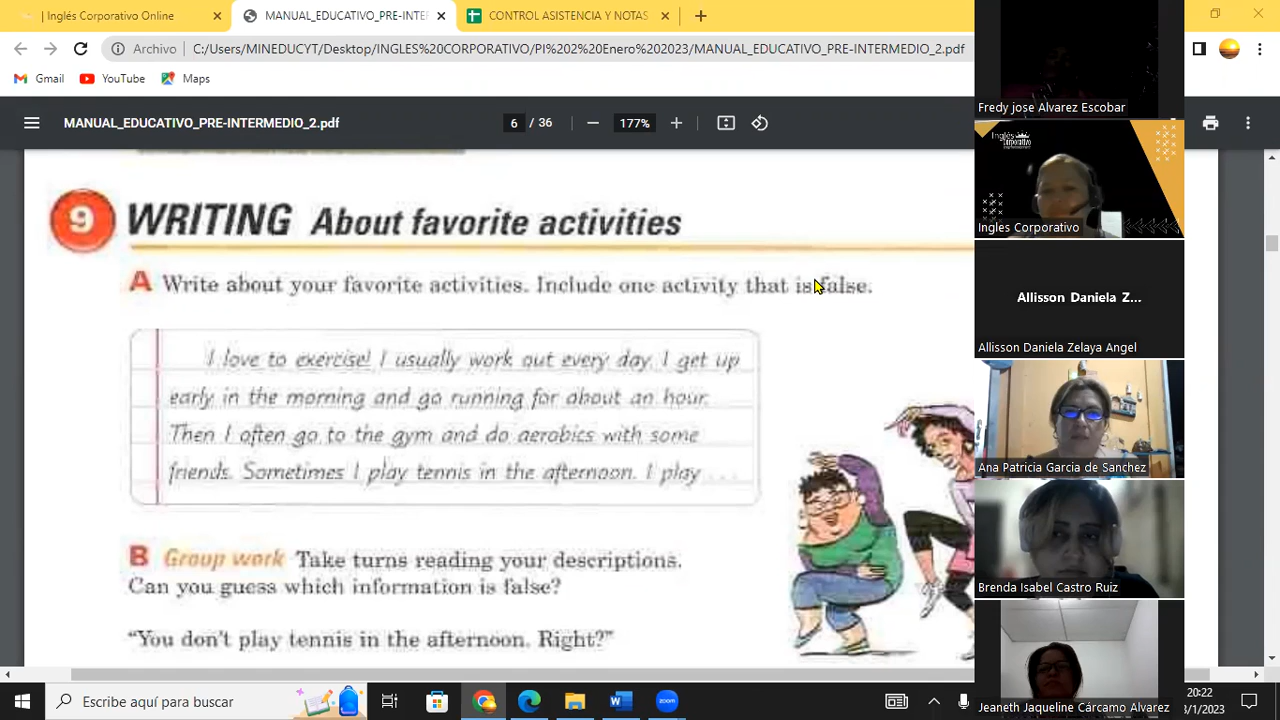 | Inglés Corporativo Online
MANUAL_EDUCATIVO_PRE-INTERM
CONTROL ASISTENCIA Y NOTAS
Archivo
C:/Users/MINEDUCYT/Desktop/INGLES%20CORPORATIVO/PI%202%20Enero%202023/MANUAL_EDUCATIVO_PRE-INTERMEDIO_2.pdf
Gmail
YouTube
Maps
MANUAL_EDUCATIVO_PRE-INTERMEDIO_2.pdf
6 / 36
177%
9 WRITING About favorite activities
A Write about your favorite activities. Include one activity that is false.
I love to exercise! I usually work out every day. I get up
early in the morning and go running for about an hour.
Then I often go to the gym and do aerobics with some
friends. Sometimes I play tennis in the afternoon. I play ...
B Group work Take turns reading your descriptions.
Can you guess which information is false?
"You don't play tennis in the afternoon. Right?"
Fredy jose Alvarez Escobar
Inglés
Corporativo
Ingles Corporativo
Allisson Daniela Z...
Allisson Daniela Zelaya Angel
Ana Patricia Garcia de Sanchez
Brenda Isabel Castro Ruiz
Jeaneth Jaqueline Cárcamo Alvarez
Escribe aquí para buscar
zoom
20:22
3/1/2023